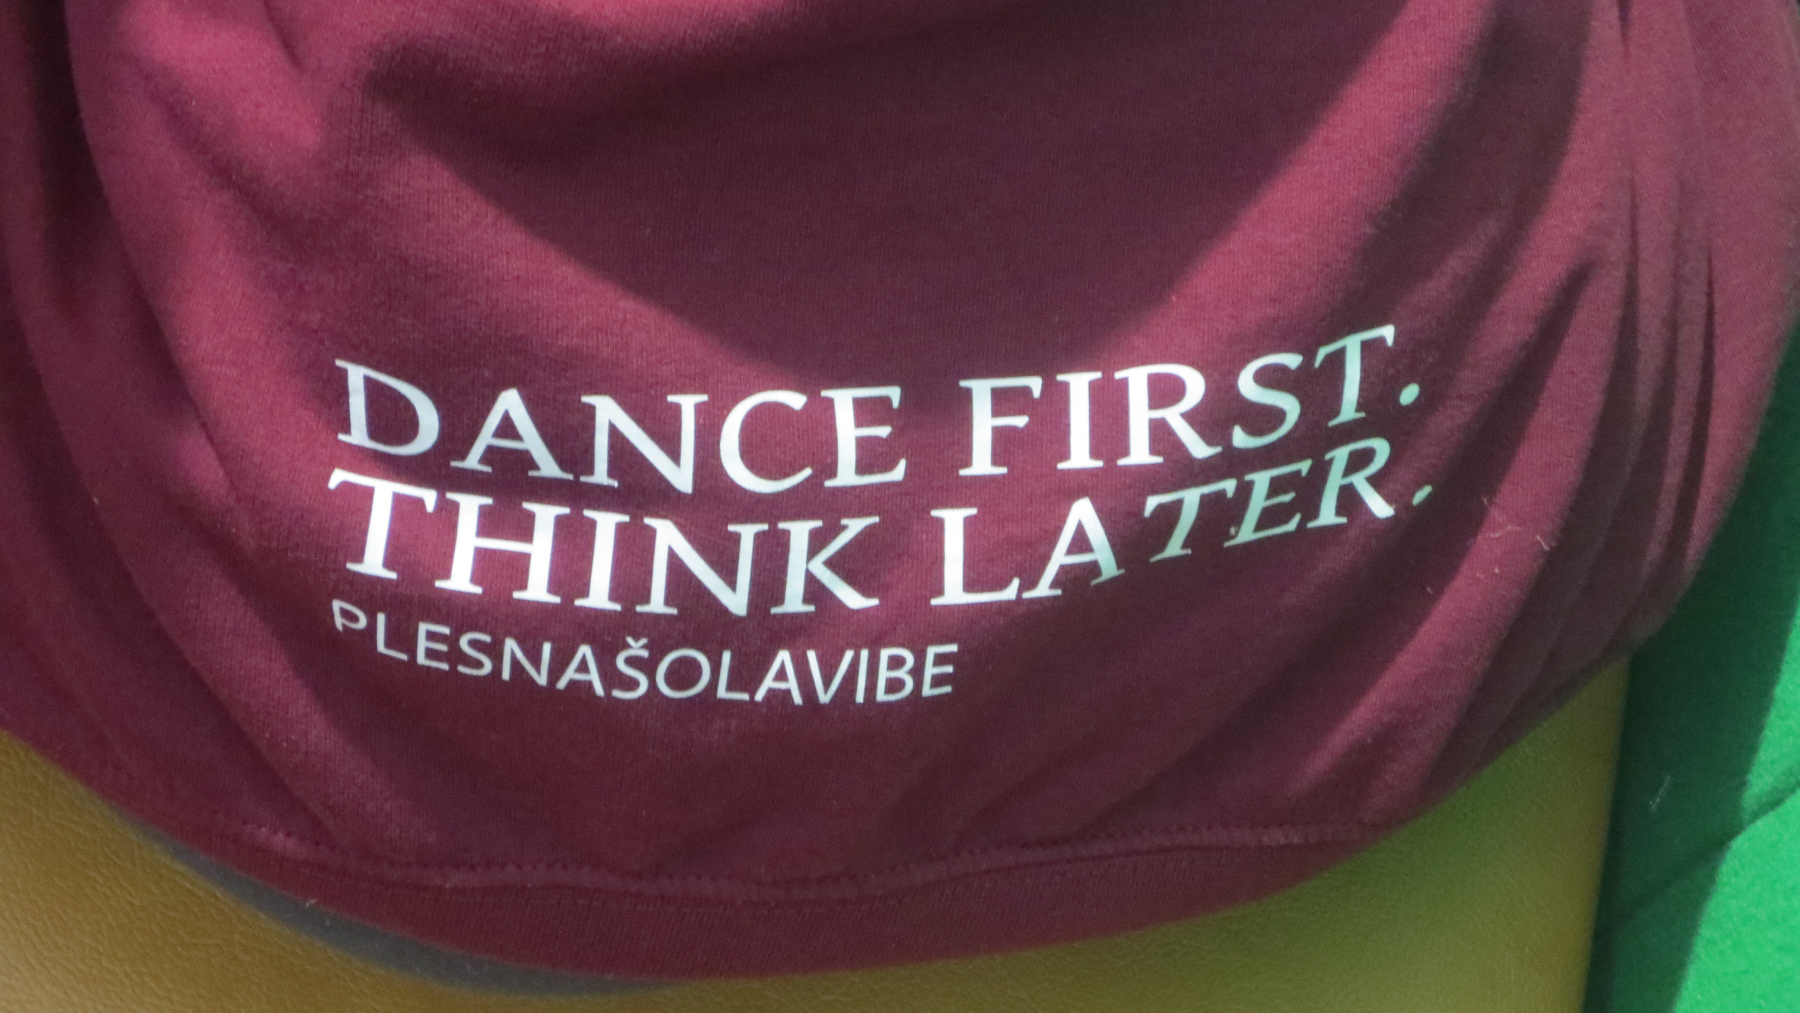 DANCE FIRST.
THINK LATER.
PLESNAŠOLAVIBE